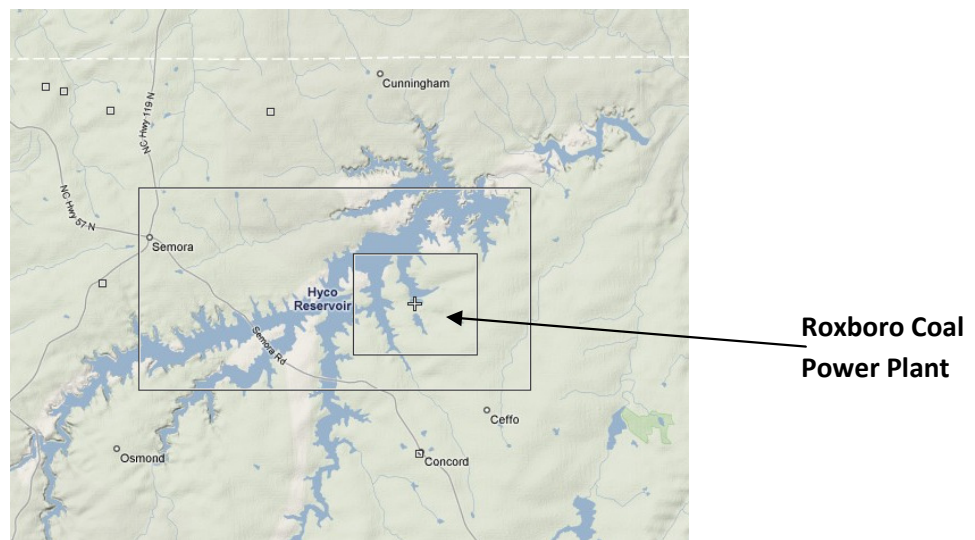 Cunningham
NC Hwy 119 N
NC Hwy 57 N
Semora
Hyco
Reservoir
Semora Rd
Roxboro Coal
Power Plant
Ceffo
Osmond
Concord